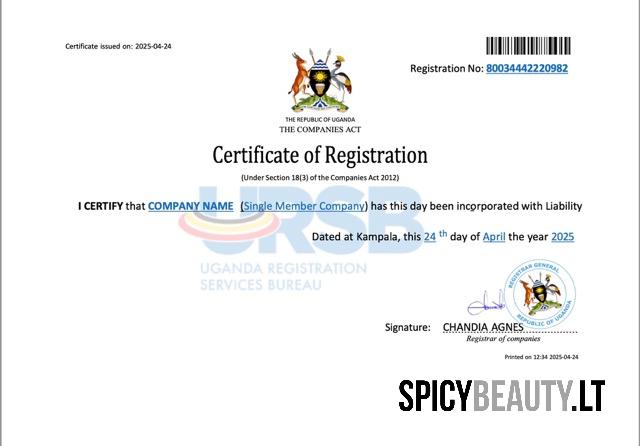 Certificate issued on: 2025-04-24
Registration No: 80034442220982
THE REPUBLIC OF UGANDA
THE COMPANIES ACT
Certificate of Registration
(Under Section 18(3) of the Companies Act 2012)
I CERTIFY that COMPANY NAME (Single Member Company) has this day been incorporated with Liability
URSB
Dated at Kampala, this 24 th day of April the year 2025
UGANDA REGISTRATION
SERVICES BUREAU
REGISTRAR GENERAL
REPUBLIC OF UGANDA
Signature: CHANDIA AGNES
Registrar of companies
Printed on 12:34 2025-04-24
SPICYBEAUTY.LT